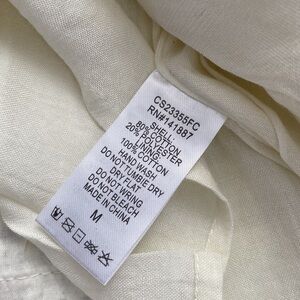 CS23355FC
RN#141887
SHELL:
80% COTTON
20% POLYESTER
LINING:
100% COTTON
HAND WASH
DO NOT TUMBLE DRY
DRY FLAT
DO NOT WRING
DO NOT BLEACH
MADE IN CHINA
M